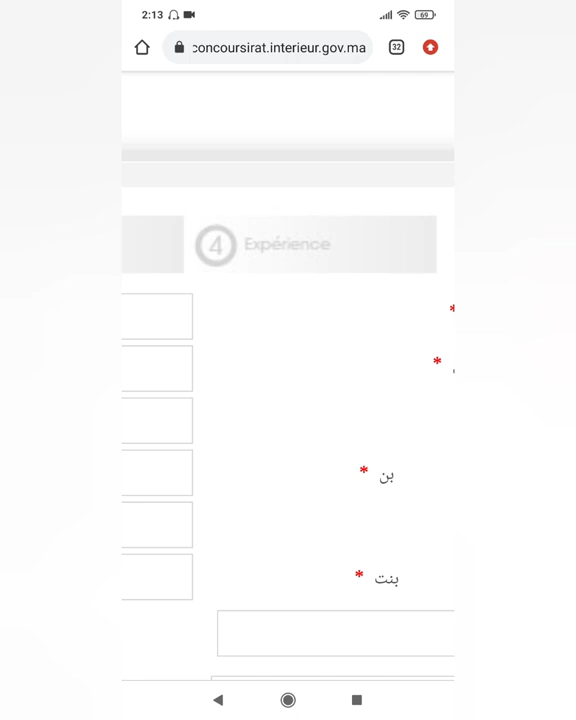 2:13
69
concoursirat.interieur.gov.ma
32
4 Expérience
*
*
بن *
بنت *